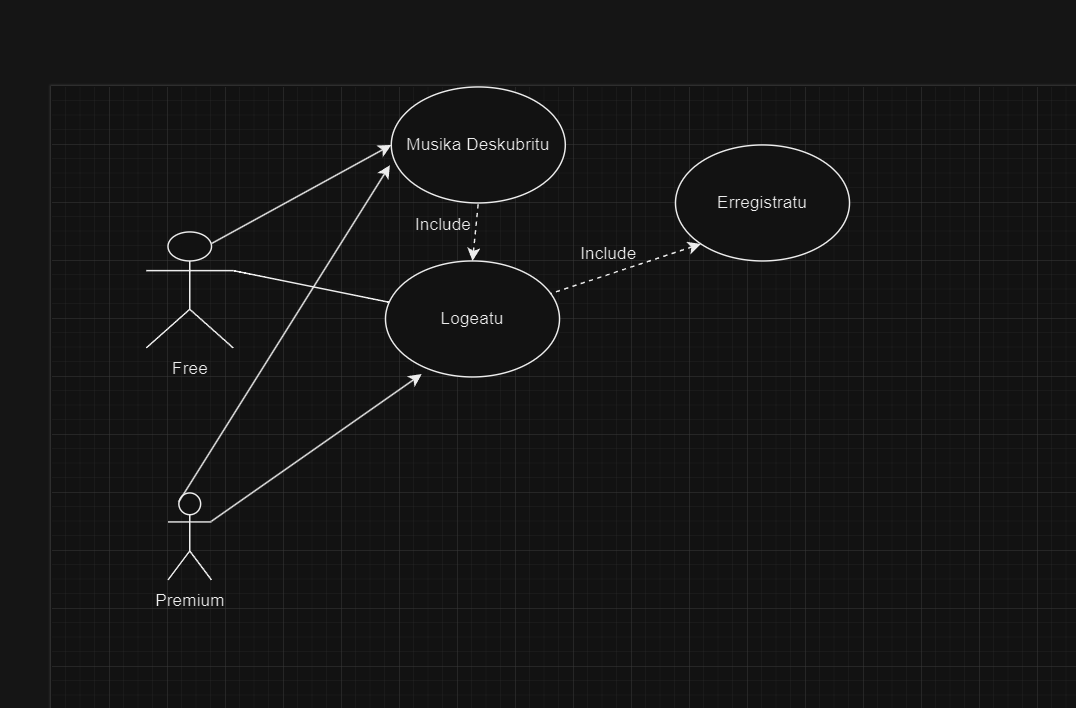 Musika Deskubritu
Erregistratu
Include
Include
Logeatu
Free
Premium